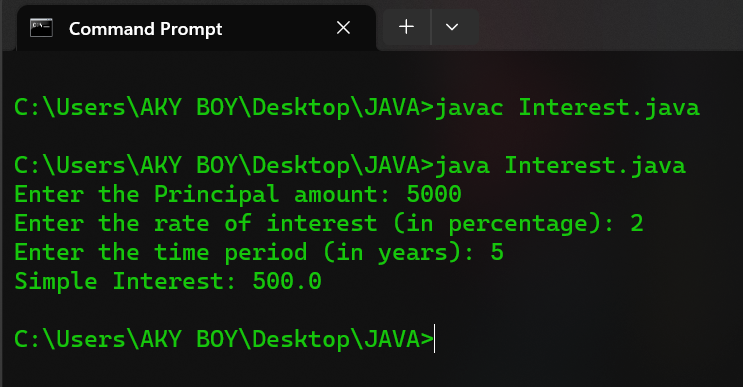 Command Prompt
C:\Users\AKY BOY\Desktop\JAVA>javac Interest.java
C:\Users\AKY BOY\Desktop\JAVA>java Interest.java
Enter the Principal amount: 5000
Enter the rate of interest (in percentage): 2
Enter the time period (in years): 5
Simple Interest: 500.0
C:\Users\AKY BOY\Desktop\JAVA>